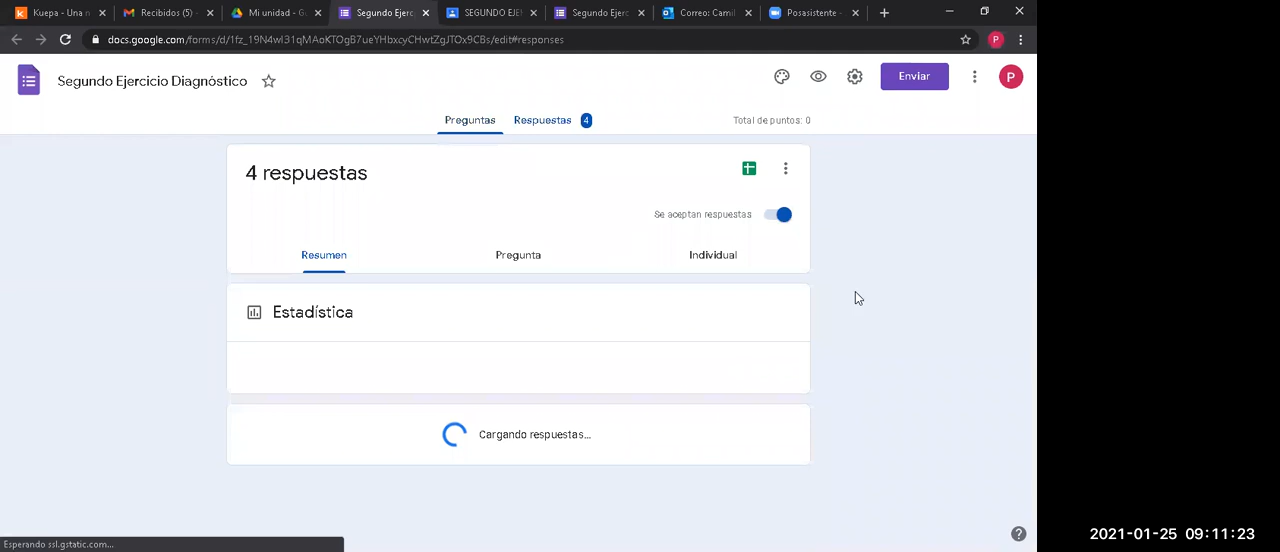 Kuepa - Una n
Recibidos (5) -
Mi unidad - G
Segundo Ejerc
SEGUNDO EJE
Segundo Ejerc
Correo: Camil
Posasistente -
docs.google.com/forms/d/1fz_19N4wI31qMAoKTOgB7ueYHbxcyCHwtZgJTOx9CBs/edit#responses
P
Segundo Ejercicio Diagnóstico
Enviar
P
Preguntas
Respuestas 4
Total de puntos: 0
4 respuestas
Se aceptan respuestas
Resumen
Pregunta
Individual
Estadística
Cargando respuestas...
Esperando ssl.gstatic.com...
2021-01-25 09:11:23